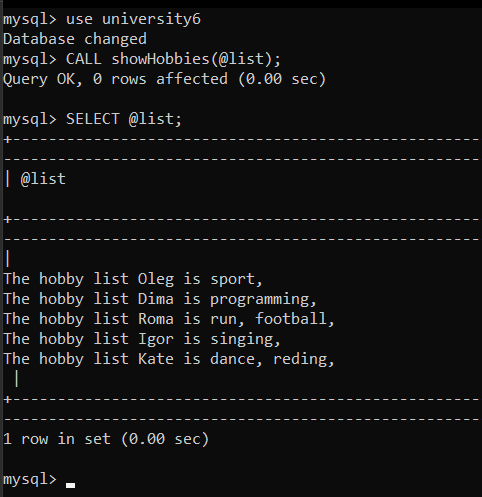 mysql> use university6
Database changed
mysql> CALL showHobbies(@list);
Query OK, 0 rows affected (0.00 sec)
mysql> SELECT @list;
+-----------------------------------------------------
------------------------------------------------------
| @list
+-----------------------------------------------------
------------------------------------------------------
|
The hobby list Oleg is sport,
The hobby list Dima is programming,
The hobby list Roma is run, football,
The hobby list Igor is singing,
The hobby list Kate is dance, reding,
|
+-----------------------------------------------------
------------------------------------------------------
1 row in set (0.00 sec)
mysql>